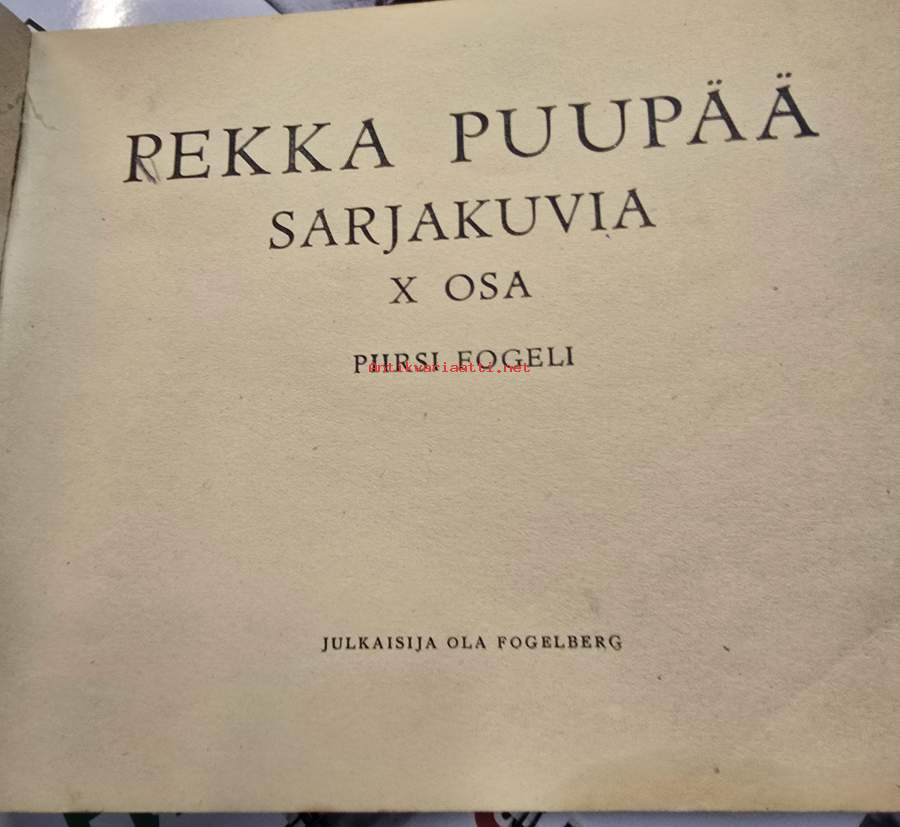 REKKA PUUPÄÄ
SARJAKUVIA
X OSA
PIIRSI FOGELI
Antikvariaatti.net
JULKAISIJA OLA FOGELBERG